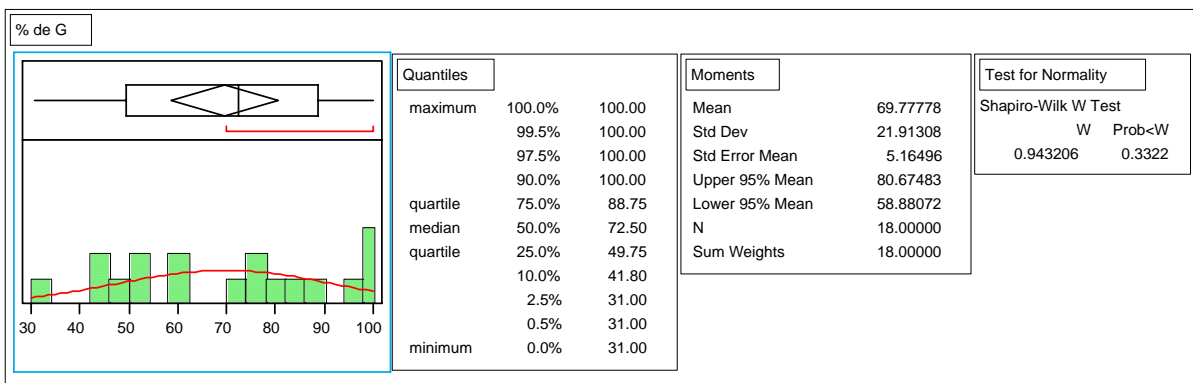 % de G
30 40 50 60 70 80 90 100
Quantiles
maximum 100.0% 100.00
99.5% 100.00
97.5% 100.00
90.0% 100.00
quartile 75.0% 88.75
median 50.0% 72.50
quartile 25.0% 49.75
10.0% 41.80
2.5% 31.00
0.5% 31.00
minimum 0.0% 31.00
Moments
Mean 69.77778
Std Dev 21.91308
Std Error Mean 5.16496
Upper 95% Mean 80.67483
Lower 95% Mean 58.88072
N 18.00000
Sum Weights 18.00000
Test for Normality
Shapiro-Wilk W Test
W Prob<W
0.943206 0.3322